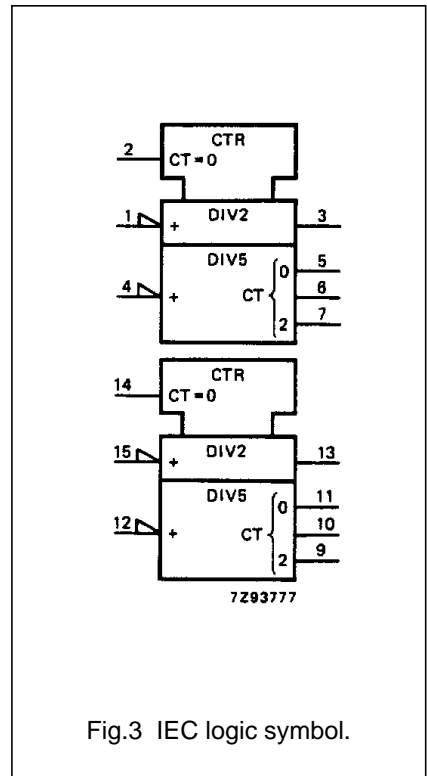 CTR
2
CT = 0
1
+
DIV2
3
DIV5
0
5
4
+
CT
6
2
7
CTR
14
CT = 0
15
+
DIV2
13
DIV5
0
11
12
+
CT
10
2
9
7Z93777
Fig.3 IEC logic symbol.